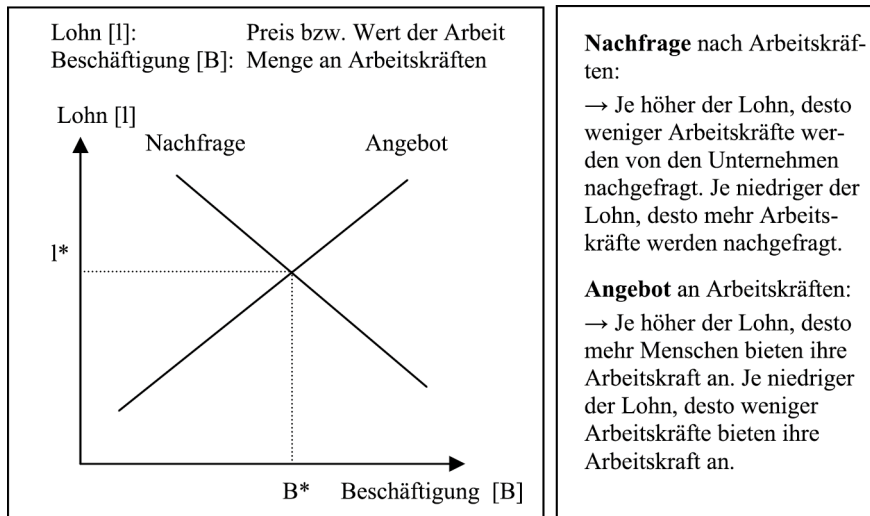 Lohn [l]: Preis bzw. Wert der Arbeit
Beschäftigung [B]: Menge an Arbeitskräften
Lohn [l]
Nachfrage
Angebot
l*
B*
Beschäftigung [B]
Nachfrage nach Arbeitskräf-
ten:
→ Je höher der Lohn, desto
weniger Arbeitskräfte wer-
den von den Unternehmen
nachgefragt. Je niedriger der
Lohn, desto mehr Arbeits-
kräfte werden nachgefragt.
Angebot an Arbeitskräften:
→ Je höher der Lohn, desto
mehr Menschen bieten ihre
Arbeitskraft an. Je niedriger
der Lohn, desto weniger
Arbeitskräfte bieten ihre
Arbeitskraft an.